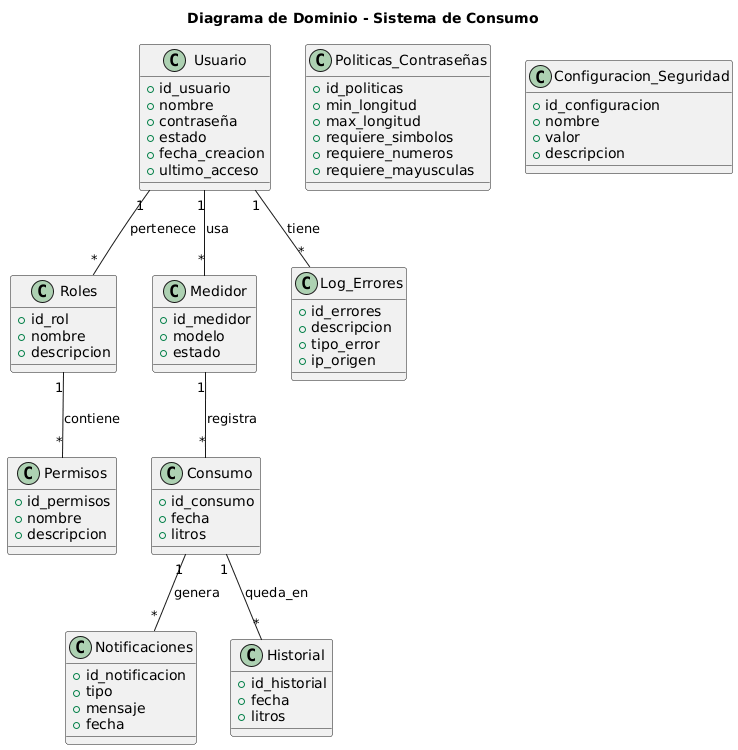 Diagrama de Dominio - Sistema de Consumo
C Usuario
id_usuario
nombre
contraseña
estado
fecha_creacion
ultimo_acceso
C Politicas_Contraseñas
id_politicas
min_longitud
max_longitud
requiere_simbolos
requiere_numeros
requiere_mayusculas
C Configuracion_Seguridad
id_configuracion
nombre
valor
descripcion
1
pertenece
*
1
usa
*
1
tiene
*
C Roles
id_rol
nombre
descripcion
C Medidor
id_medidor
modelo
estado
C Log_Errores
id_errores
descripcion
tipo_error
ip_origen
1
contiene
*
1
registra
*
C Permisos
id_permisos
nombre
descripcion
C Consumo
id_consumo
fecha
litros
1
genera
*
1
queda_en
*
C Notificaciones
id_notificacion
tipo
mensaje
fecha
C Historial
id_historial
fecha
litros